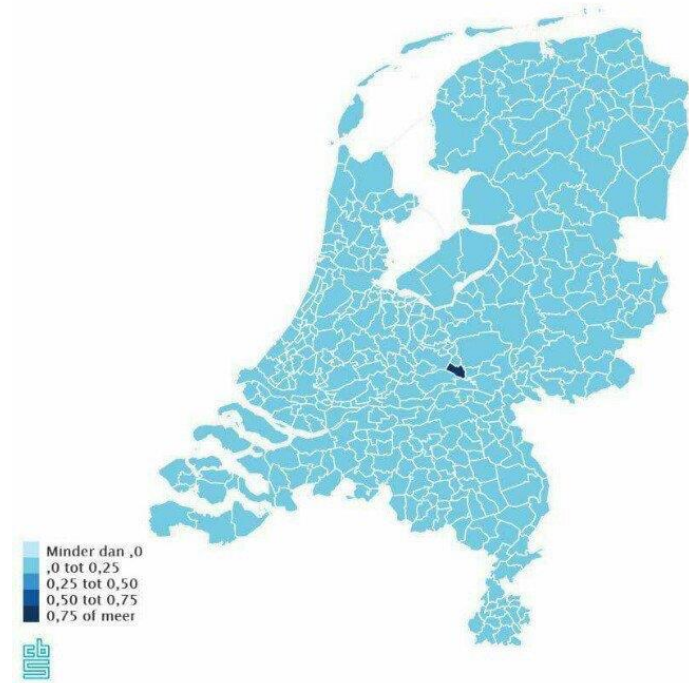 Minder dan ,0
,0 tot 0,25
0,25 tot 0,50
0,50 tot 0,75
0,75 of meer
cbs